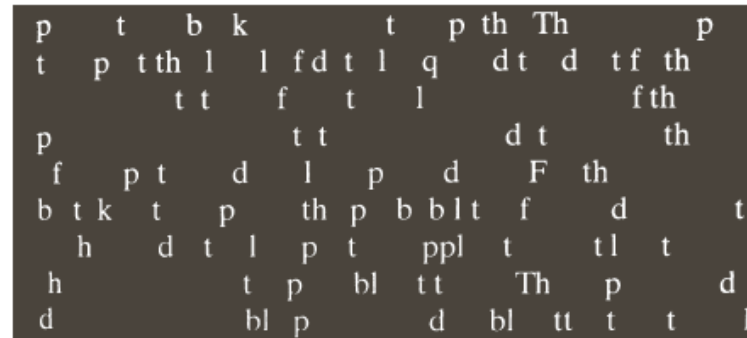 p t b k t p th Th p
t p t th l l f d t l q d t d t f th
t t f t l f th
p t t d t th
f p t d l p d F th
b t k t p th p b b l t f d t
h d t l p t ppl t t l t
h t p bl t t Th p d
d bl p d bl tt t t